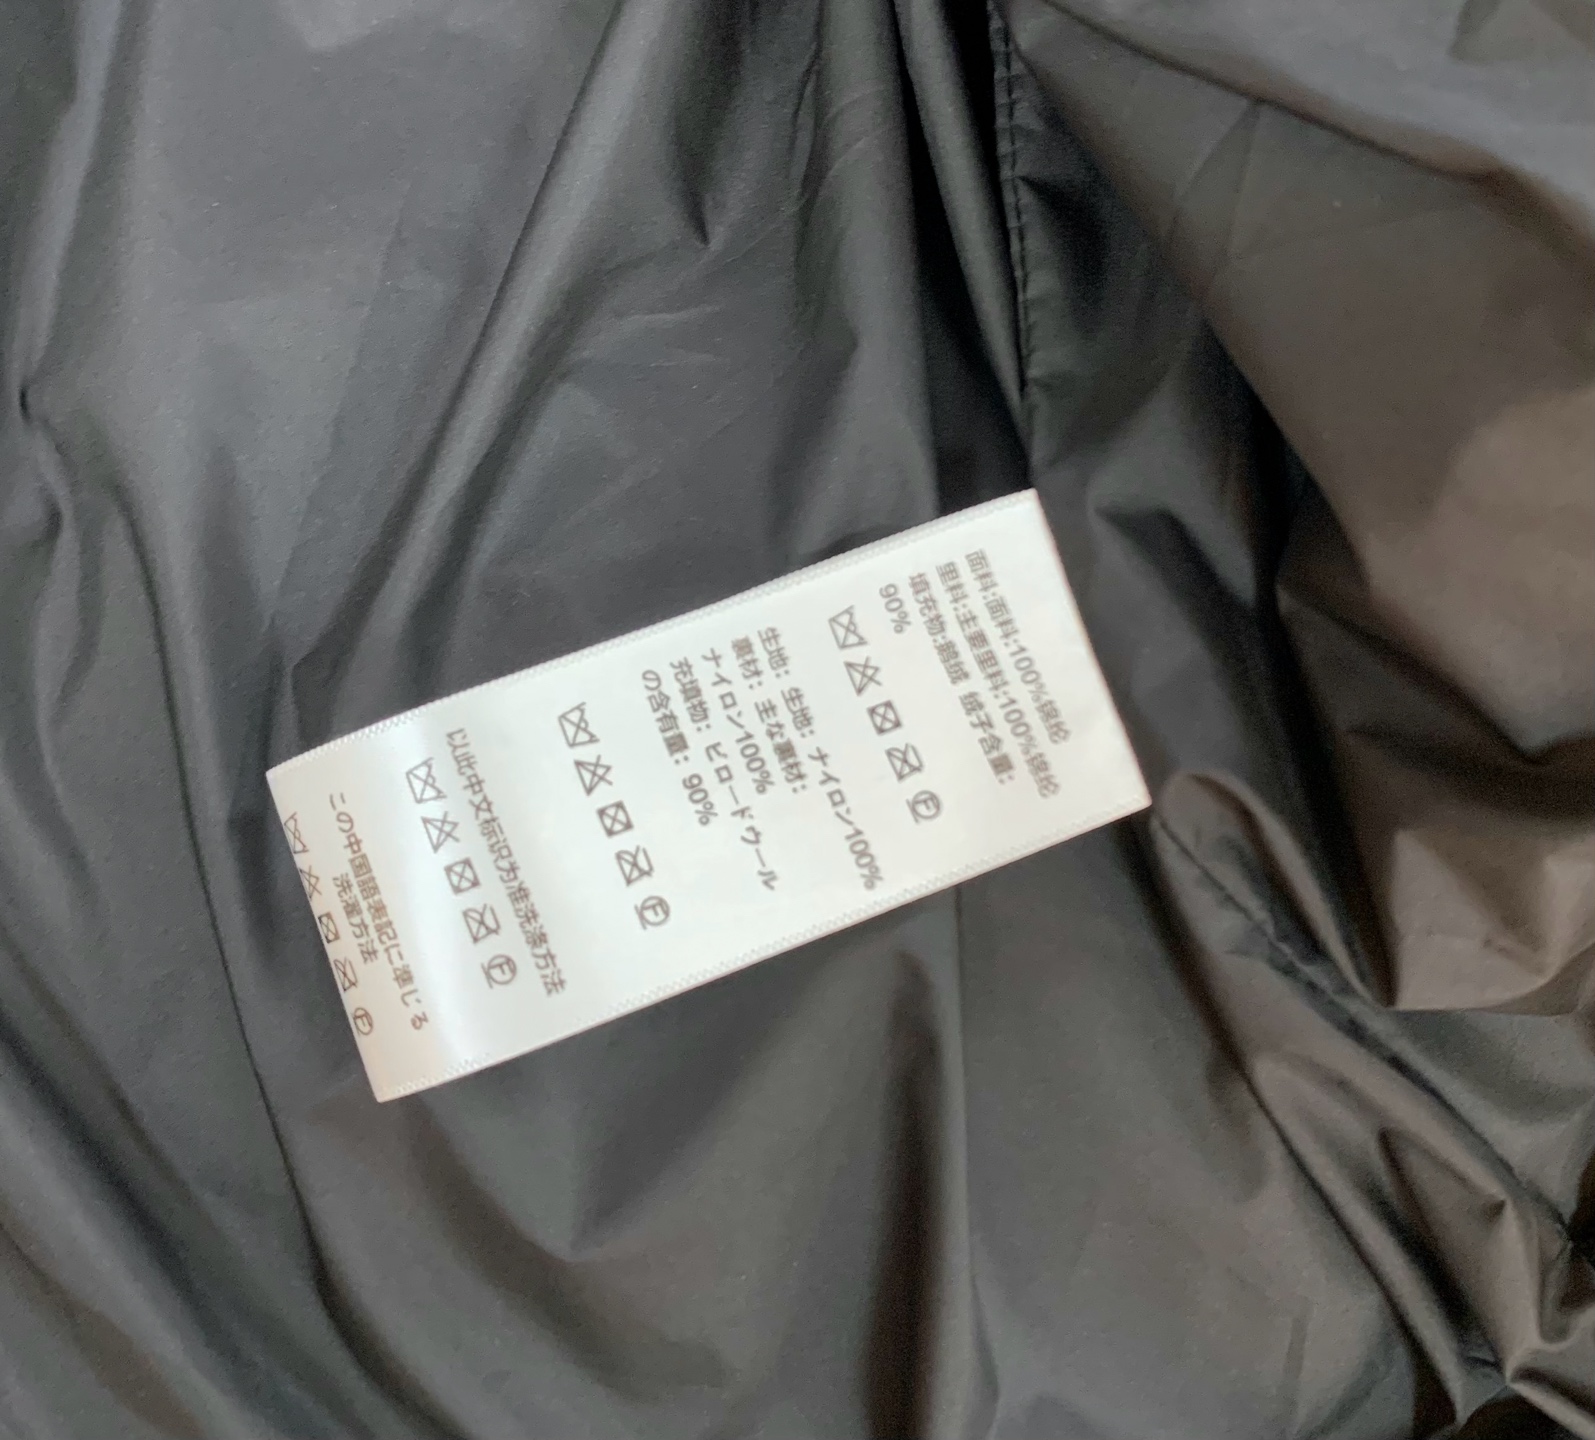 面料:面料:100%锦纶
里料:主要里料:100%锦纶
填充物:鹅绒 绒子含量:
90%
生地: 生地: ナイロン100%
裏材: 主な裏材:
ナイロン100%
充填物: ビロードウール
の含有量: 90%
以此中文标识为准洗涤方法
この中国語表記に準じる
洗濯方法